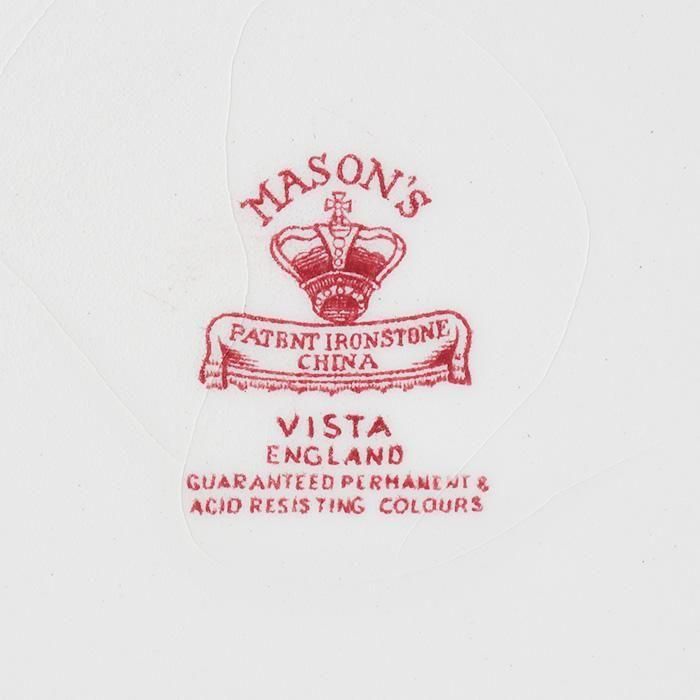 MASON'S
PATENT IRONSTONE
CHINA
VISTA
ENGLAND
GUARANTEED PERMANENT &
ACID RESISTING COLOURS